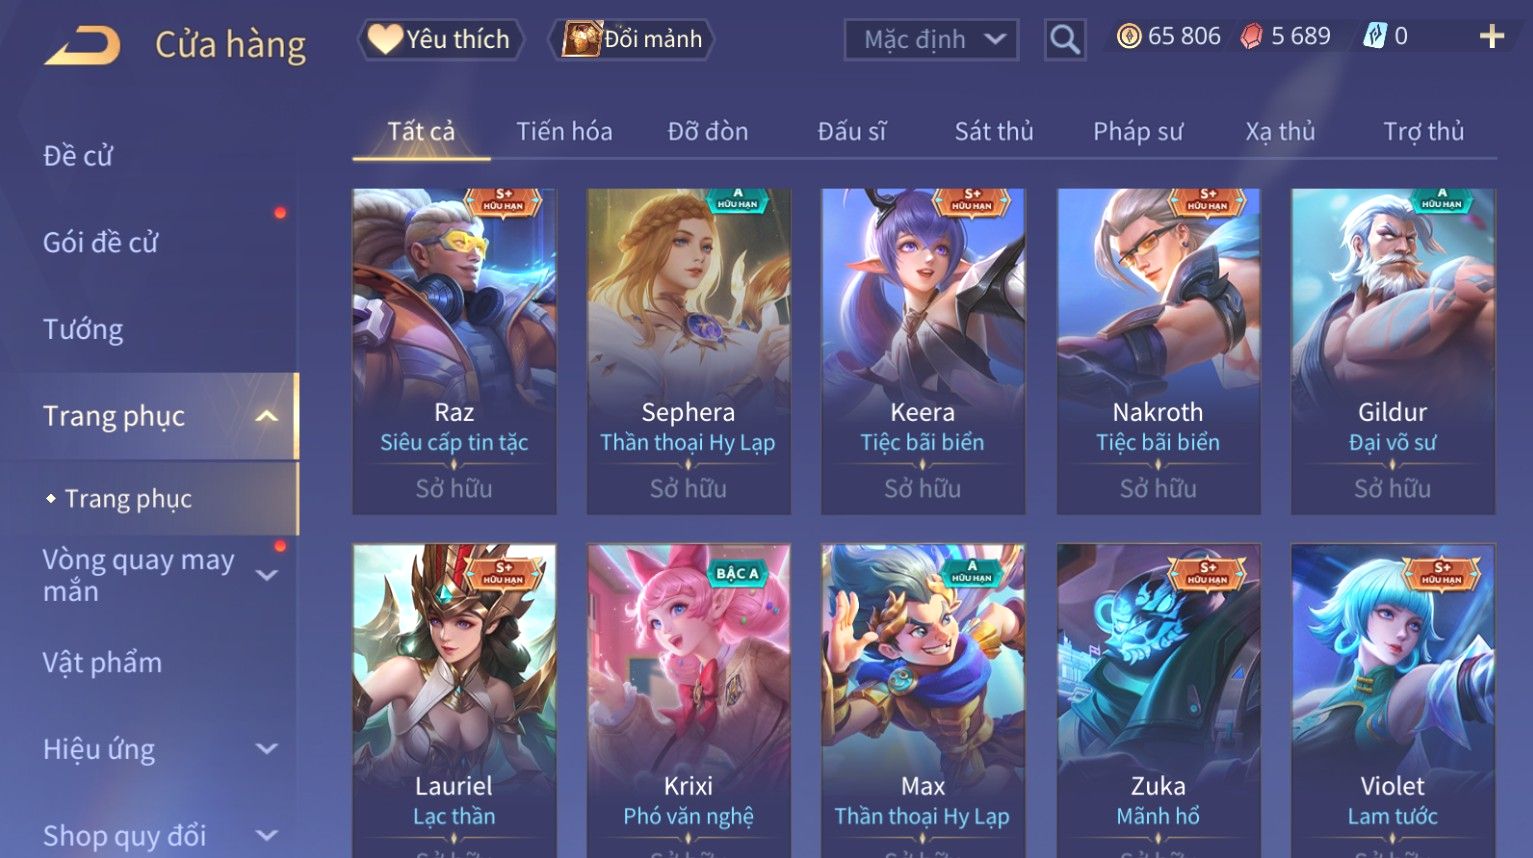 Cửa hàng
Yêu thích
Đổi mảnh
Mặc định
65 806
5 689
0
Đề cử
Gói đề cử
Tướng
Trang phục
Trang phục
Vòng quay may
mắn
Vật phẩm
Hiệu ứng
Shop quy đổi
Tất cả
Tiến hóa
Đỡ đòn
Đấu sĩ
Sát thủ
Pháp sư
Xạ thủ
Trợ thủ
S+
HỮU HẠN
Raz
Siêu cấp tin tặc
Sở hữu
A
HỮU HẠN
Sephera
Thần thoại Hy Lạp
Sở hữu
S+
HỮU HẠN
Keera
Tiệc bãi biển
Sở hữu
S+
HỮU HẠN
Nakroth
Tiệc bãi biển
Sở hữu
A
HỮU HẠN
Gildur
Đại võ sư
Sở hữu
S+
HỮU HẠN
Lauriel
Lạc thần
BẬC A
Krixi
Phó văn nghệ
A
HỮU HẠN
Max
Thần thoại Hy Lạp
S+
HỮU HẠN
Zuka
Mãnh hổ
S+
HỮU HẠN
Violet
Lam tước